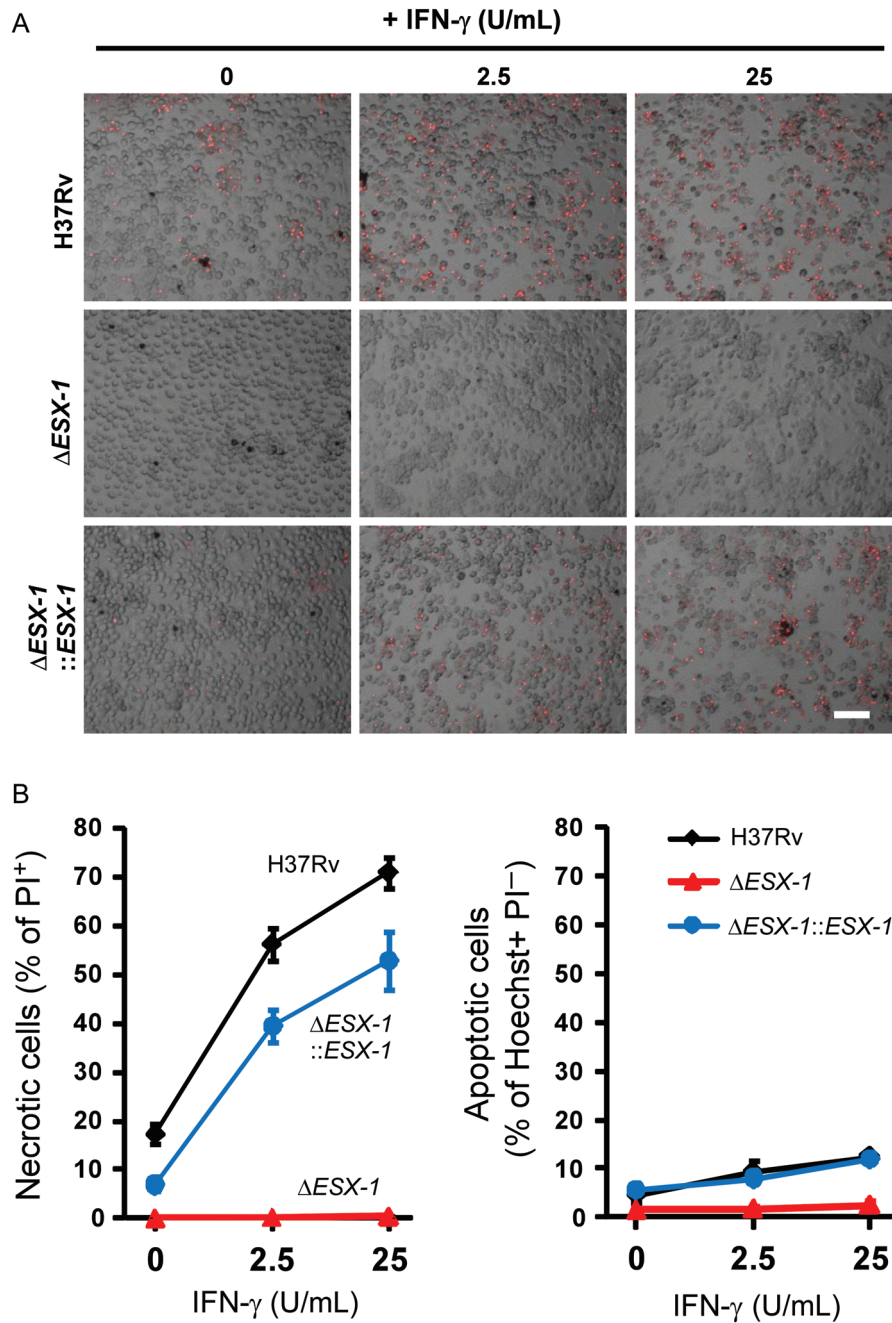 A
+ IFN-γ (U/mL)
0 2.5 25
H37Rv
ΔESX-1
ΔESX-1
::ESX-1
B
Necrotic cells (% of PI⁺)
80
70
60
50
40
30
20
10
0
H37Rv
ΔESX-1
::ESX-1
ΔESX-1
0 2.5 25
IFN-γ (U/mL)
Apoptotic cells
(% of Hoechst+ PI⁻)
80
70
60
50
40
30
20
10
0
H37Rv
ΔESX-1
ΔESX-1::ESX-1
0 2.5 25
IFN-γ (U/mL)